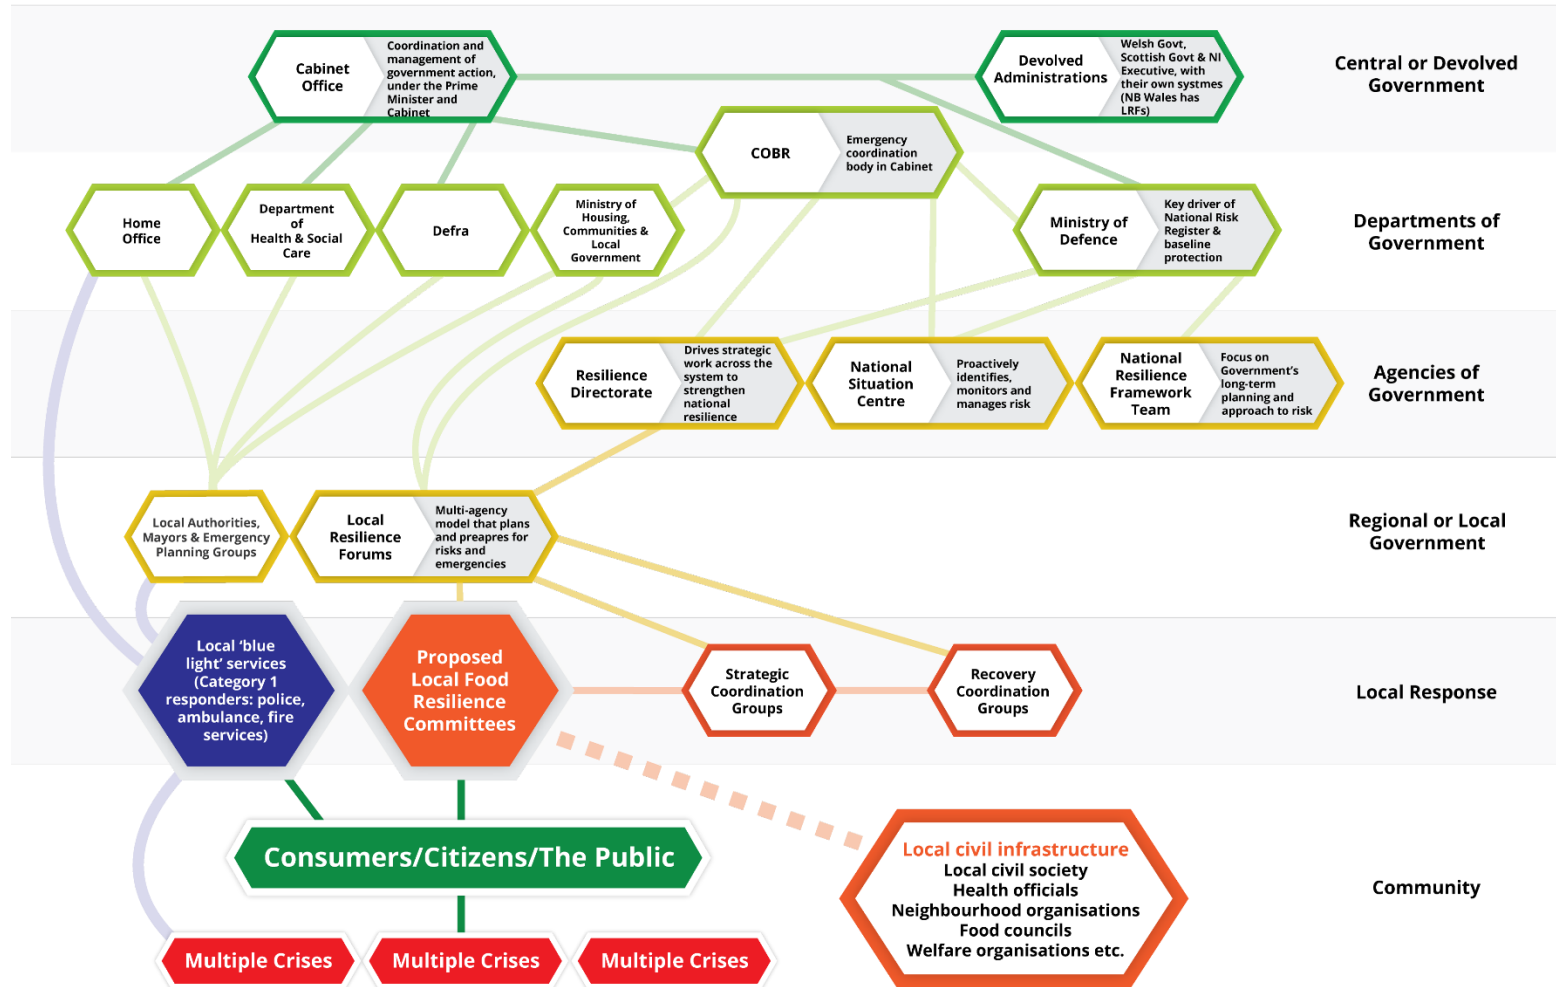 Cabinet
Office
Coordination and
management of
government action,
under the Prime
Minister and
Cabinet
Devolved
Administrations
Welsh Govt,
Scottish Govt & NI
Executive, with
their own systmes
(NB Wales has
LRFs)
Central or Devolved
Government
COBR
Emergency
coordination
body in Cabinet
Home
Office
Department
of
Health & Social
Care
Defra
Ministry of
Housing,
Communities &
Local
Government
Ministry of
Defence
Key driver of
National Risk
Register &
baseline
protection
Departments of
Government
Resilience
Directorate
Drives strategic
work across the
system to
strengthen
national
resilience
National
Situation
Centre
Proactively
identifies,
monitors and
manages risk
National
Resilience
Framework
Team
Focus on
Government's
long-term
planning and
approach to risk
Agencies of
Government
Local Authorities,
Mayors & Emergency
Planning Groups
Local
Resilience
Forums
Multi-agency
model that plans
and preapres for
risks and
emergencies
Regional or Local
Government
Local ‘blue
light’ services
(Category 1
responders: police,
ambulance, fire
services)
Proposed
Local Food
Resilience
Committees
Strategic
Coordination
Groups
Recovery
Coordination
Groups
Local Response
Consumers/Citizens/The Public
Local civil infrastructure
Local civil society
Health officials
Neighbourhood organisations
Food councils
Welfare organisations etc.
Community
Multiple Crises
Multiple Crises
Multiple Crises